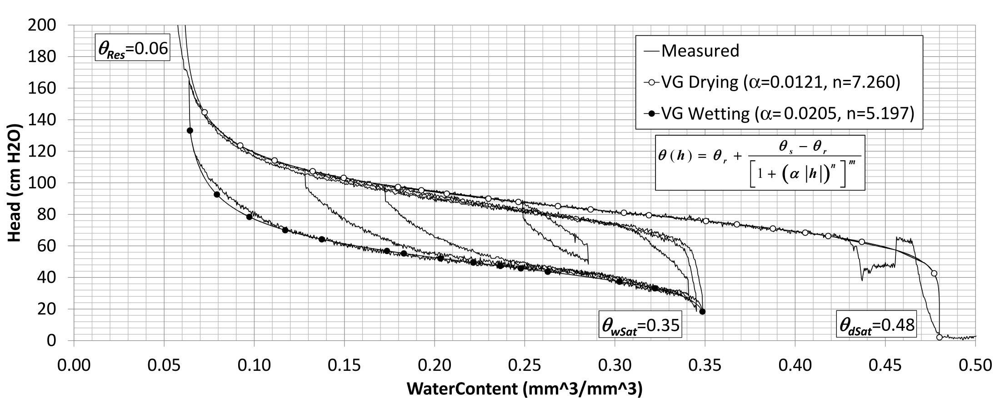 200
180
160
140
120
100
80
60
40
20
0
Head (cm H2O)
θRes=0.06
Measured
VG Drying (α=0.0121, n=7.260)
VG Wetting (α= 0.0205, n=5.197)
θ(h) = θr + (θs − θr) / [1 + (α |h|)^n]^m
θwSat=0.35
θdSat=0.48
0.00 0.05 0.10 0.15 0.20 0.25 0.30 0.35 0.40 0.45 0.50
WaterContent (mm^3/mm^3)